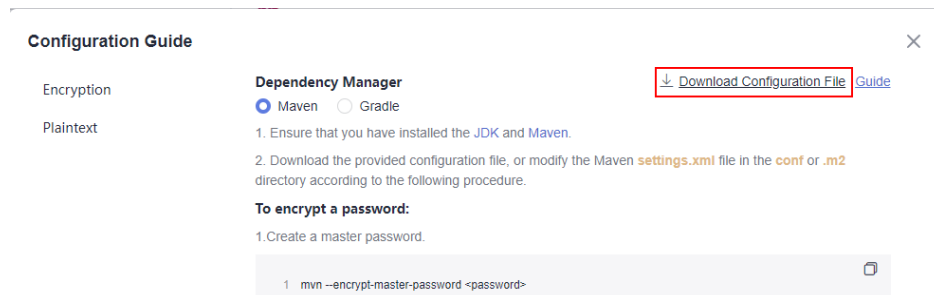 Configuration Guide
Encryption
Plaintext
Dependency Manager
Download Configuration File Guide
Maven Gradle
1. Ensure that you have installed the JDK and Maven.
2. Download the provided configuration file, or modify the Maven settings.xml file in the conf or .m2
directory according to the following procedure.
To encrypt a password:
1.Create a master password.
1 mvn --encrypt-master-password <password>